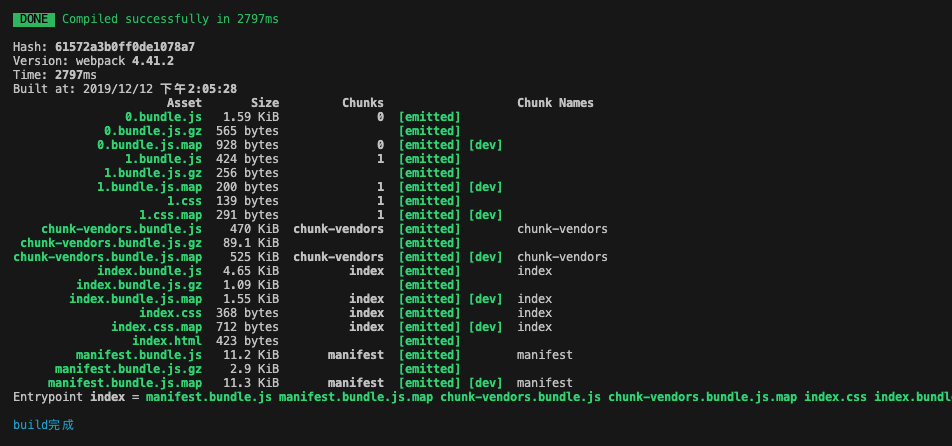 DONE Compiled successfully in 2797ms
Hash: 61572a3b0ff0de1078a7
Version: webpack 4.41.2
Time: 2797ms
Built at: 2019/12/12 下午2:05:28
Asset Size Chunks Chunk Names
0.bundle.js 1.59 KiB 0 [emitted]
0.bundle.js.gz 565 bytes [emitted]
0.bundle.js.map 928 bytes 0 [emitted] [dev]
1.bundle.js 424 bytes 1 [emitted]
1.bundle.js.gz 256 bytes [emitted]
1.bundle.js.map 200 bytes 1 [emitted] [dev]
1.css 139 bytes 1 [emitted]
1.css.map 291 bytes 1 [emitted] [dev]
chunk-vendors.bundle.js 470 KiB chunk-vendors [emitted] chunk-vendors
chunk-vendors.bundle.js.gz 89.1 KiB [emitted]
chunk-vendors.bundle.js.map 525 KiB chunk-vendors [emitted] [dev] chunk-vendors
index.bundle.js 4.65 KiB index [emitted] index
index.bundle.js.gz 1.09 KiB [emitted]
index.bundle.js.map 1.55 KiB index [emitted] [dev] index
index.css 368 bytes index [emitted] index
index.css.map 712 bytes index [emitted] [dev] index
index.html 423 bytes [emitted]
manifest.bundle.js 11.2 KiB manifest [emitted] manifest
manifest.bundle.js.gz 2.9 KiB [emitted]
manifest.bundle.js.map 11.3 KiB manifest [emitted] [dev] manifest
Entrypoint index = manifest.bundle.js manifest.bundle.js.map chunk-vendors.bundle.js chunk-vendors.bundle.js.map index.css index.bundl
build完成